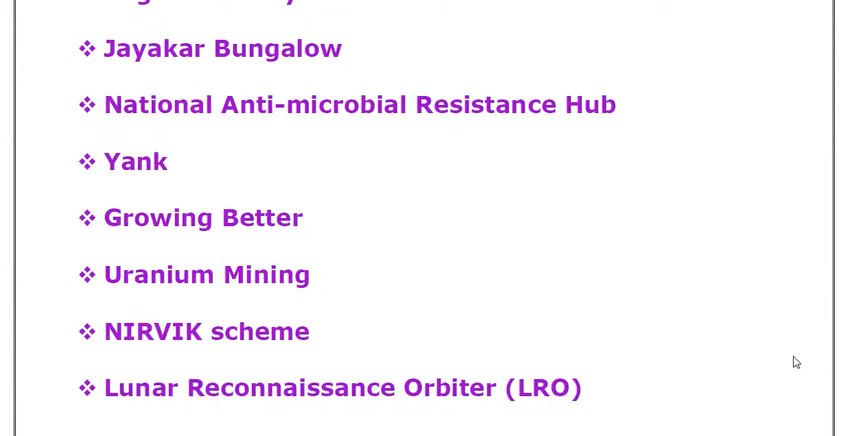 ❖ Jayakar Bungalow
❖ National Anti-microbial Resistance Hub
❖ Yank
❖ Growing Better
❖ Uranium Mining
❖ NIRVIK scheme
❖ Lunar Reconnaissance Orbiter (LRO)